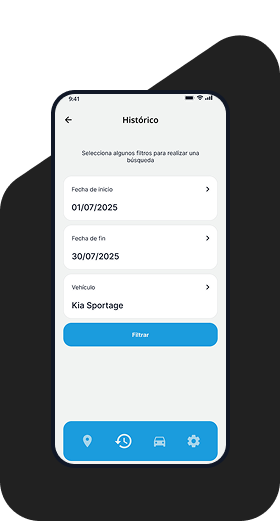 9:41
Histórico
Selecciona algunos filtros para realizar una
búsqueda
Fecha de inicio
01/07/2025
Fecha de fin
30/07/2025
Vehículo
Kia Sportage
Filtrar